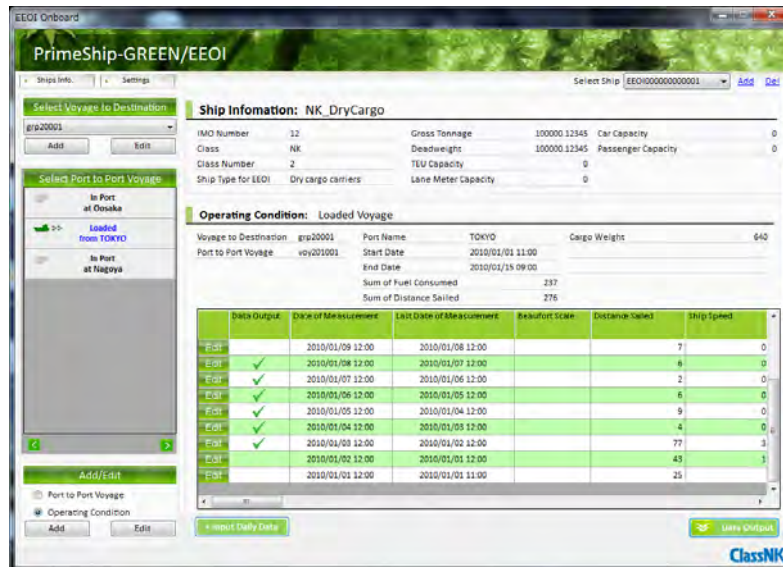 EEOI Onboard
PrimeShip-GREEN/EEOI
Ships Info. Settings Select Ship EEOI000000000001 Add Del
Select Voyage to Destination
grp20001
Add Edit
Select Port to Port Voyage
In Port
at Oosaka
Loaded
from TOKYO
In Port
at Nagoya
Add/Edit
Port to Port Voyage
Operating Condition
Add Edit
Ship Infomation: NK_DryCargo
IMO Number 12 Gross Tonnage 100000.12345 Car Capacity 0
Class NK Deadweight 100000.12345 Passenger Capacity 0
Class Number 2 TEU Capacity 0
Ship Type for EEOI Dry cargo carriers Lane Meter Capacity 0
Operating Condition: Loaded Voyage
Voyage to Destination grp20001 Port Name TOKYO Cargo Weight 640
Port to Port Voyage voy201001 Start Date 2010/01/01 11:00
End Date 2010/01/15 09:00
Sum of Fuel Consumed 237
Sum of Distance Sailed 276
Data Output Date of Measurement Last Date of Measurement Beaufort Scale Distance Sailed Ship Speed
Edit 2010/01/09 12:00 2010/01/08 12:00 7 0
Edit 2010/01/08 12:00 2010/01/07 12:00 6 0
Edit 2010/01/07 12:00 2010/01/06 12:00 2 0
Edit 2010/01/06 12:00 2010/01/05 12:00 6 0
Edit 2010/01/05 12:00 2010/01/04 12:00 9 0
Edit 2010/01/04 12:00 2010/01/03 12:00 4 0
Edit 2010/01/03 12:00 2010/01/02 12:00 77 3
Edit 2010/01/02 12:00 2010/01/01 12:00 43 1
Edit 2010/01/01 12:00 2010/01/01 11:00 25
+ Input Daily Data Data Output
ClassNK